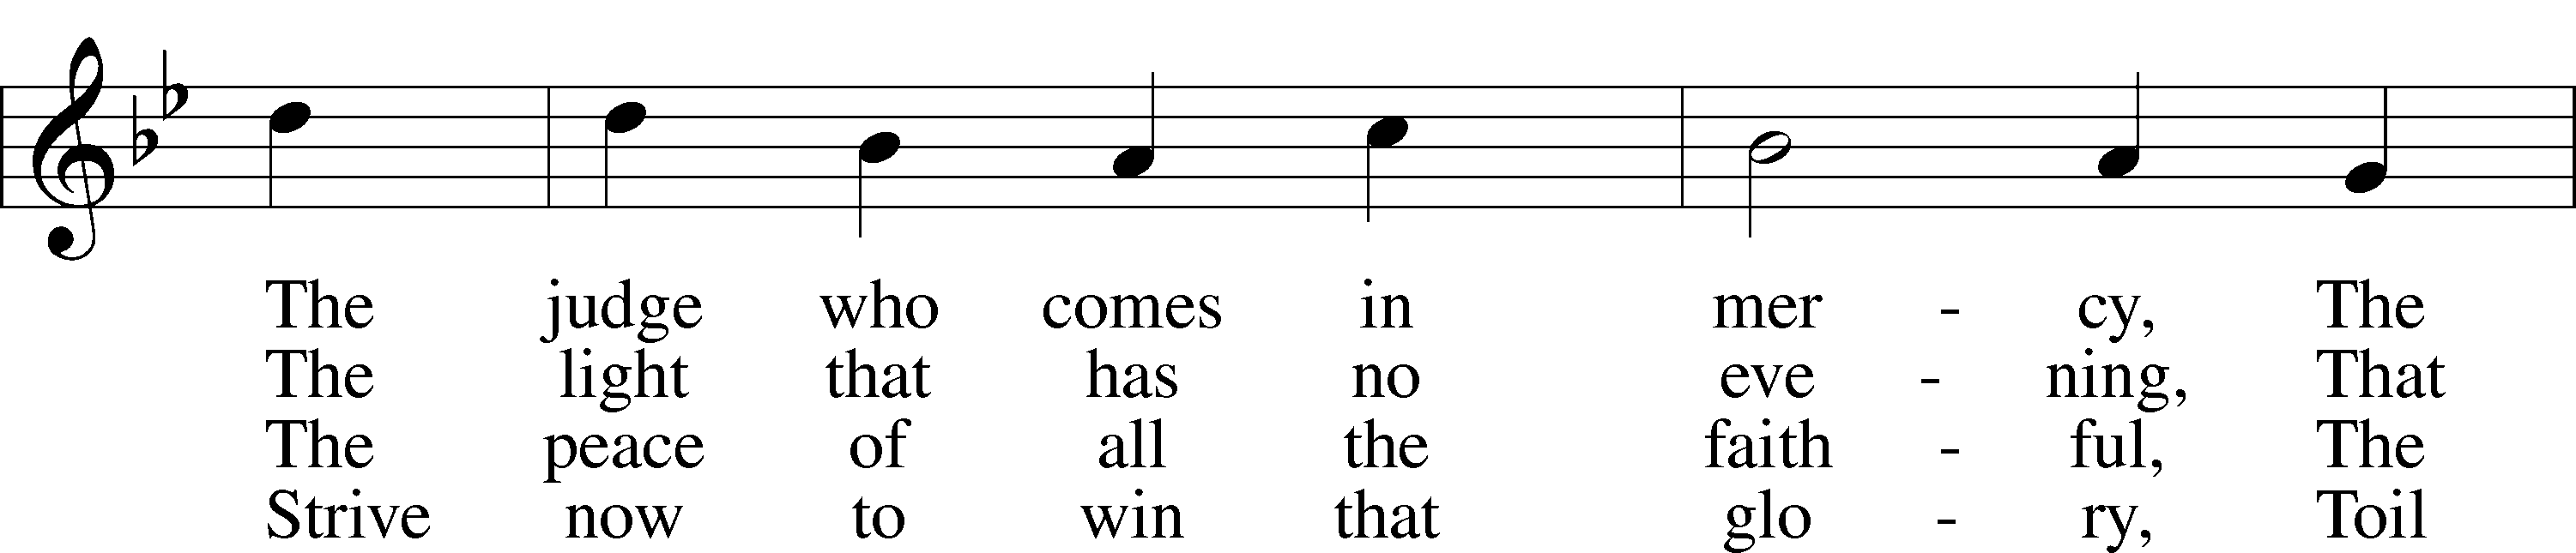 The judge who comes in mer - cy, The
The light that has no eve - ning, That
The peace of all the faith - ful, The
Strive now to win that glo - ry, Toil